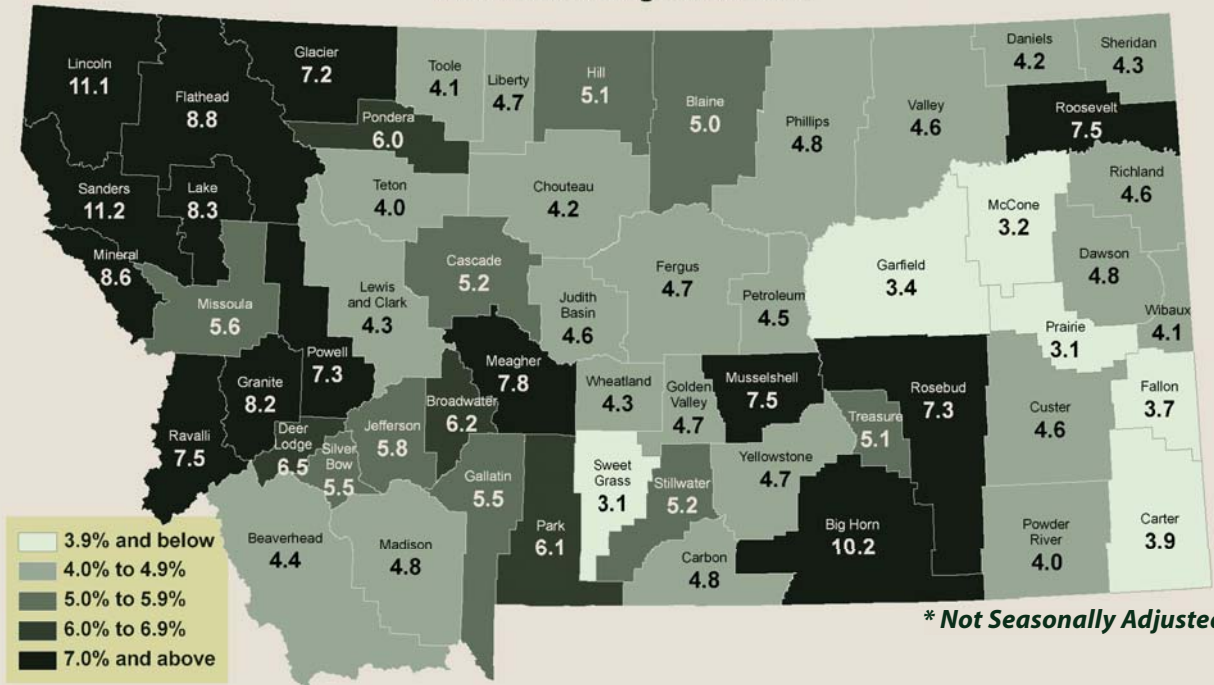 Lincoln
11.1
Flathead
8.8
Glacier
7.2
Toole
4.1
Liberty
4.7
Hill
5.1
Blaine
5.0
Phillips
4.8
Valley
4.6
Daniels
4.2
Sheridan
4.3
Roosevelt
7.5
Pondera
6.0
Sanders
11.2
Lake
8.3
Teton
4.0
Chouteau
4.2
Richland
4.6
McCone
3.2
Mineral
8.6
Missoula
5.6
Lewis
and Clark
4.3
Cascade
5.2
Judith
Basin
4.6
Fergus
4.7
Petroleum
4.5
Garfield
3.4
Dawson
4.8
Prairie
3.1
Wibaux
4.1
Ravalli
7.5
Granite
8.2
Powell
7.3
Deer
Lodge
6.5
Silver
Bow
5.5
Jefferson
5.8
Broadwater
6.2
Meagher
7.8
Wheatland
4.3
Golden
Valley
4.7
Musselshell
7.5
Treasure
5.1
Rosebud
7.3
Custer
4.6
Fallon
3.7
Gallatin
5.5
Park
6.1
Sweet
Grass
3.1
Stillwater
5.2
Yellowstone
4.7
Beaverhead
4.4
Madison
4.8
Carbon
4.8
Big Horn
10.2
Powder
River
4.0
Carter
3.9
3.9% and below
4.0% to 4.9%
5.0% to 5.9%
6.0% to 6.9%
7.0% and above
* Not Seasonally Adjusted